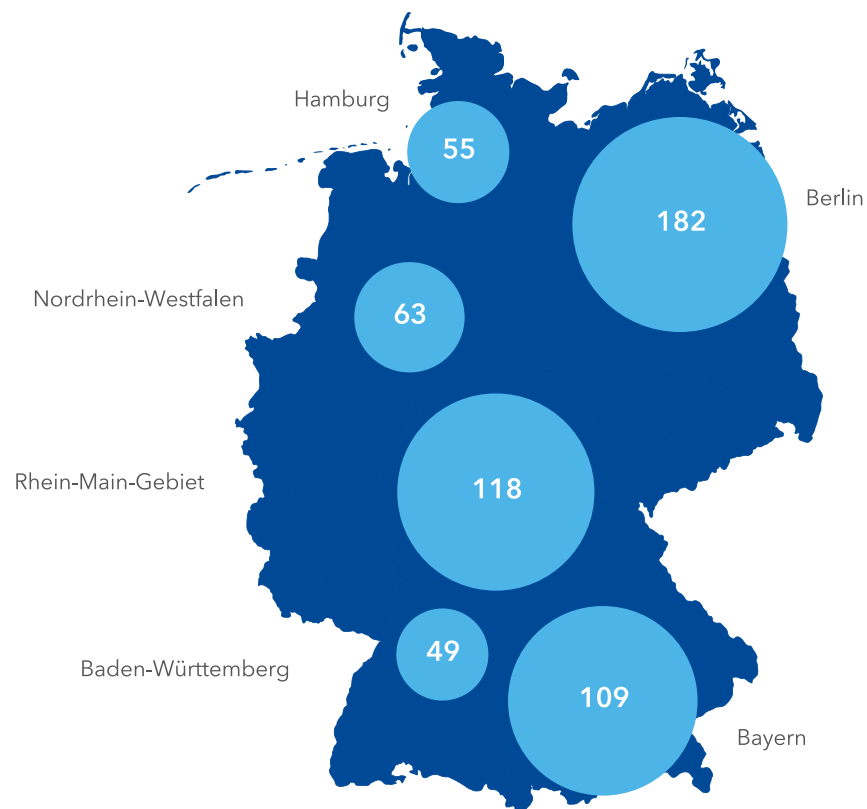 Hamburg
55
Berlin
182
Nordrhein-Westfalen
63
Rhein-Main-Gebiet
118
Baden-Württemberg
49
109
Bayern